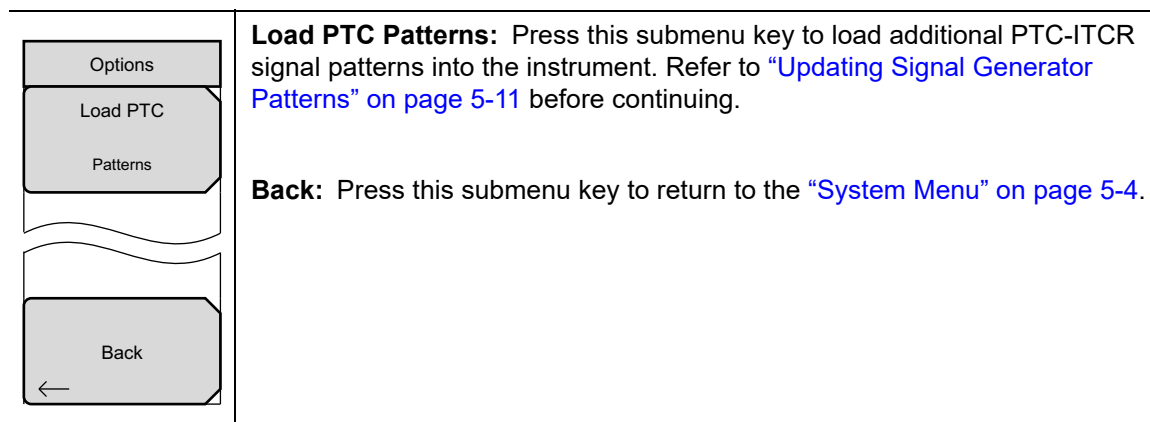 Options
Load PTC
Patterns
Back
Load PTC Patterns: Press this submenu key to load additional PTC-ITCR
signal patterns into the instrument. Refer to “Updating Signal Generator
Patterns” on page 5-11 before continuing.
Back: Press this submenu key to return to the “System Menu” on page 5-4.